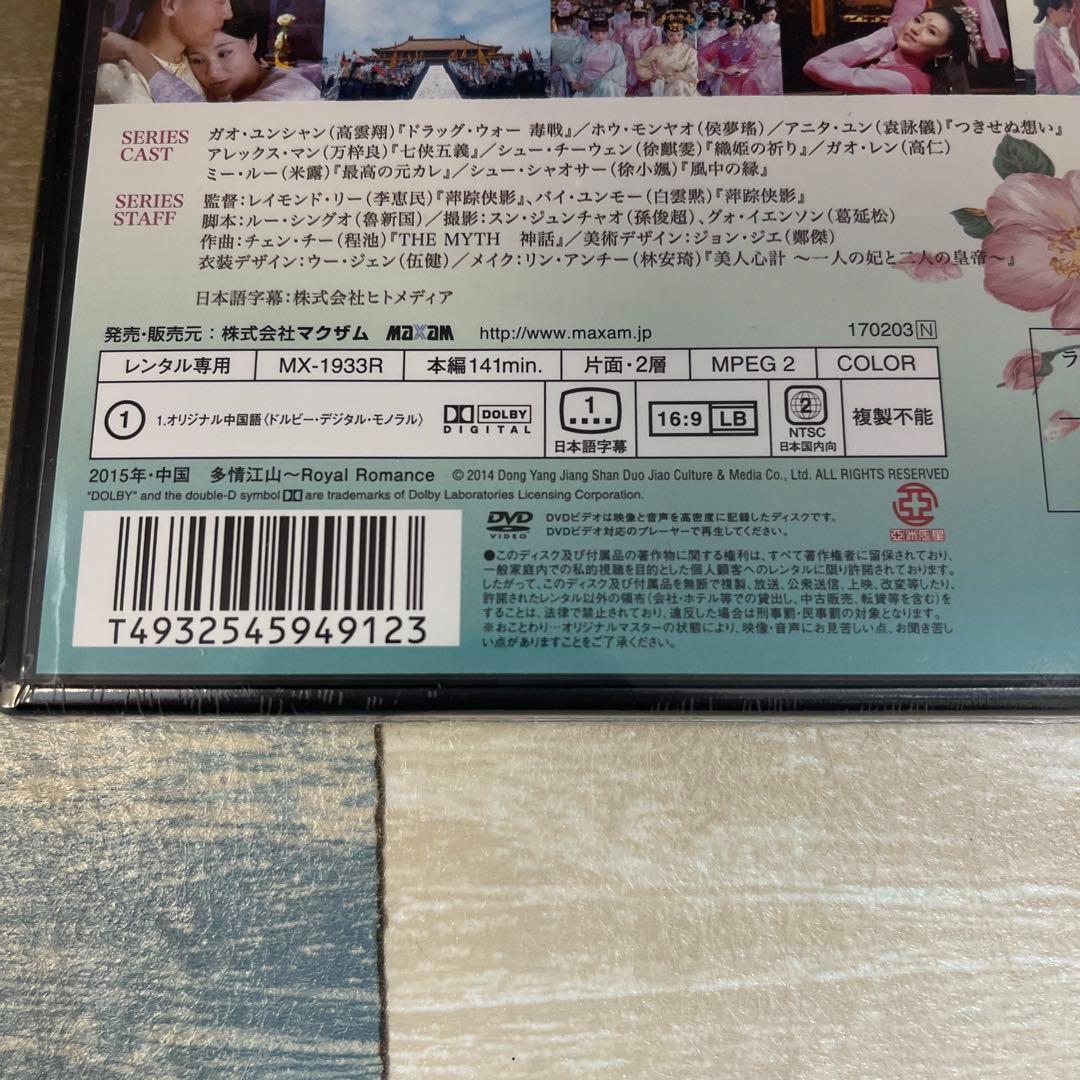 SERIES CAST
ガオ・ユンシャン(高雲翔)『ドラッグ・ウォー 毒戦』/ホウ・モンヤオ(侯夢瑤)/アニタ・ユン(袁詠儀)『つきせぬ想い』
アレックス・マン(万梓良)『七侠五義』/シュー・チーウェン(徐麒雯)『織姫の祈り』/ガオ・レン(高仁)
ミー・ルー(米露)『最高の元カレ』/シュー・シャオサー(徐小颯)『風中の縁』
SERIES STAFF
監督:レイモンド・リー(李恵民)『萍踪侠影』、バイ・ユンモー(白雲黙)『萍踪侠影』
脚本:ルー・シングオ(魯新国)/撮影:スン・ジュンチャオ(孫俊超)、グォ・イエンソン(葛延松)
作曲:チェン・チー(程池)『THE MYTH 神話』/美術デザイン:ジョン・ジエ(鄭傑)
衣装デザイン:ウー・ジェン(伍健)/メイク:リン・アンチー(林安琦)『美人心計 ～一人の妃と二人の皇帝～』
日本語字幕:株式会社ヒトメディア
発売・販売元:株式会社マクザム MAXAM http://www.maxam.jp 170203 N
ラ
レンタル専用 MX-1933R 本編141min. 片面・2層 MPEG 2 COLOR
1 1.オリジナル中国語〈ドルビー・デジタル・モノラル〉 DOLBY DIGITAL 1 日本語字幕 16:9 LB 2 NTSC 日本国内向 複製不能
2015年・中国 多情江山～Royal Romance © 2014 Dong Yang Jiang Shan Duo Jiao Culture & Media Co., Ltd. ALL RIGHTS RESERVED
"DOLBY" and the double-D symbol are trademarks of Dolby Laboratories Licensing Corporation.
DVD VIDEO
DVDビデオは映像と音声を高密度に記録したディスクです。
DVDビデオ対応のプレーヤーで再生してください。
●このディスク及び付属品の著作物に関する権利は、すべて著作権者に留保されており、
一般家庭内での私的視聴を目的とした個人顧客へのレンタルに限り許諾されております。
したがって、このディスク及び付属品を無断で複製、放送、公衆送信、上映、改変等したり、
許諾されたレンタル以外の頒布(会社・ホテル等での貸出し、中古販売、転貸等を含む)を
することは、法律で禁止されており、違反した場合は刑事罰・民事罰の対象となります。
※おことわり…オリジナルマスターの状態により、映像・音声にお見苦しい点、お聞き苦し
い点がありますことをご了承ください。
T4932545949123